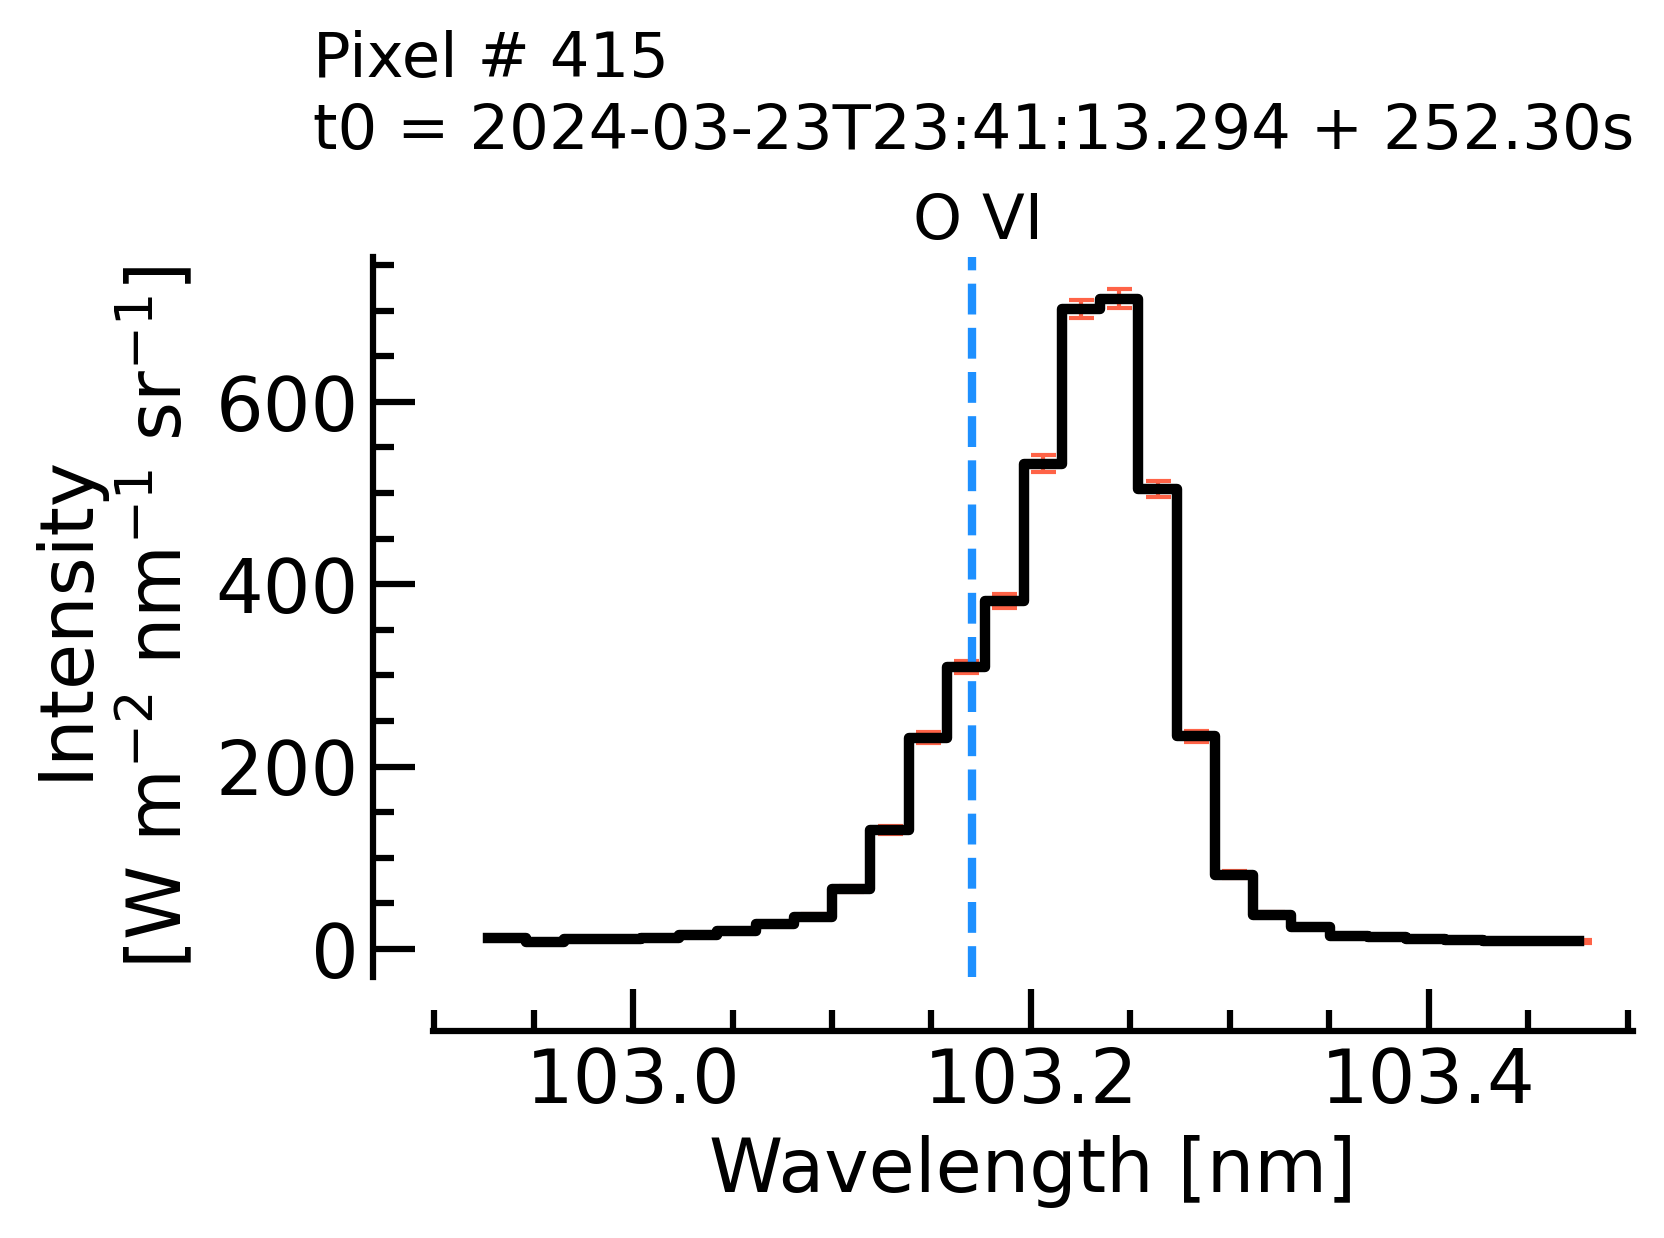 Pixel # 415
t0 = 2024-03-23T23:41:13.294 + 252.30s
O VI
Intensity
[W m⁻² nm⁻¹ sr⁻¹]
600
400
200
0
103.0 103.2 103.4
Wavelength [nm]